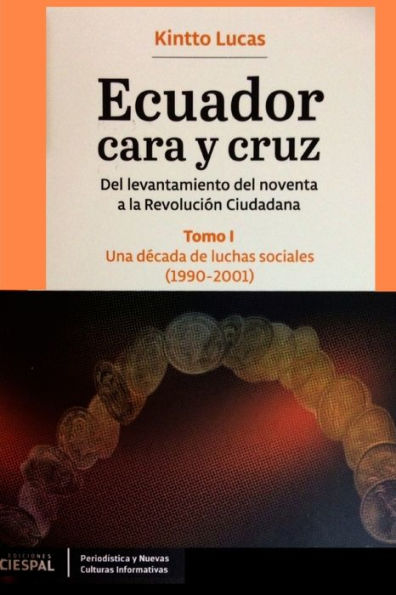 Kintto Lucas
Ecuador
cara y cruz
Del levantamiento del noventa
a la Revolución Ciudadana
Tomo I
Una década de luchas sociales
(1990-2001)
EDICIONES
CIESPAL
Periodística y Nuevas
Culturas Informativas